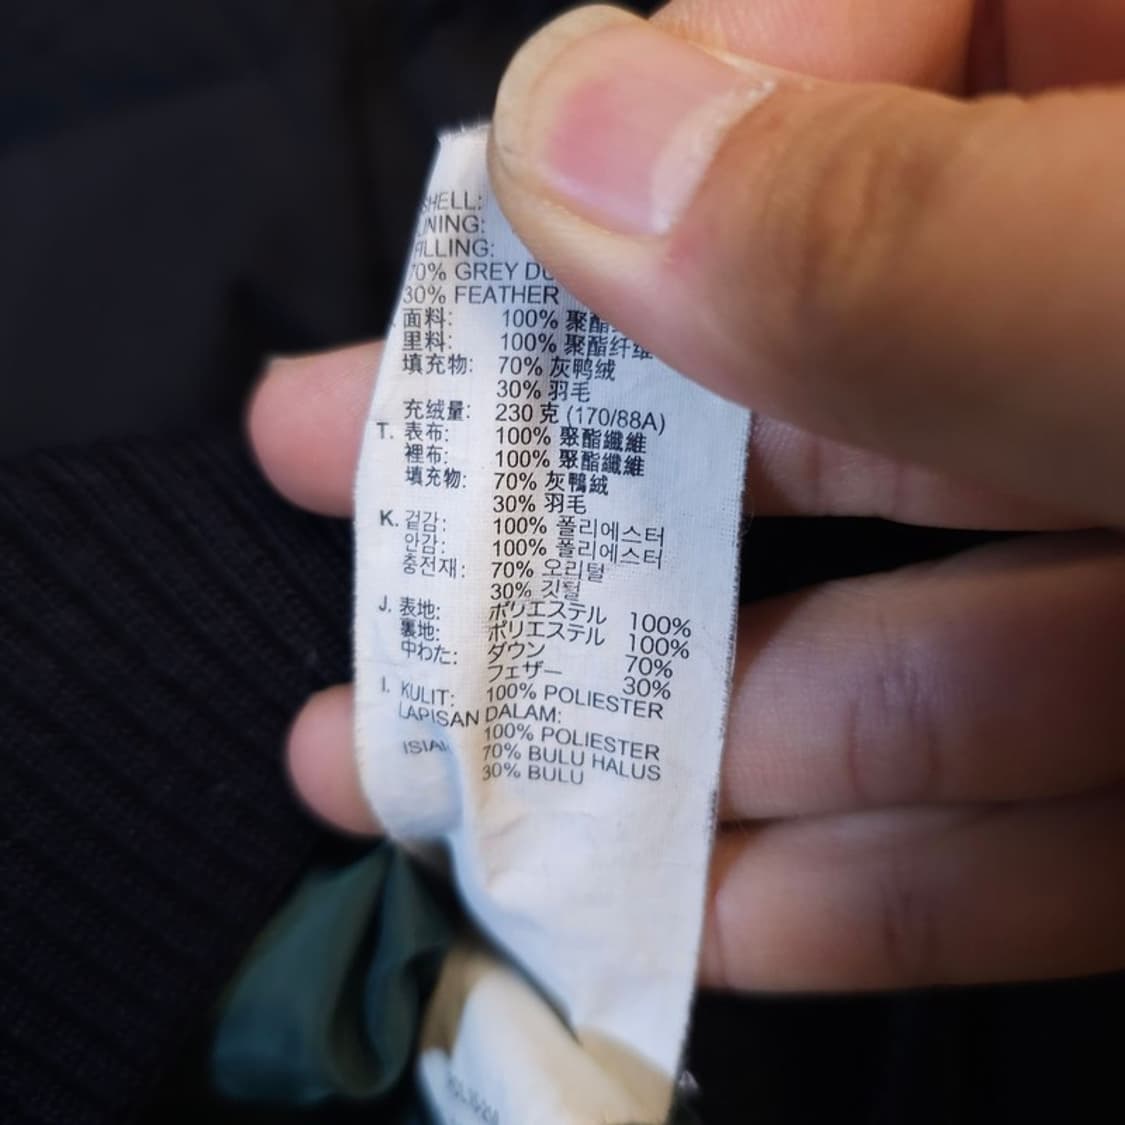 SHELL:
LINING:
FILLING:
70% GREY
30% FEATHER
面料: 100% 聚酯
里料: 100% 聚酯纤维
填充物: 70% 灰鸭绒
30% 羽毛
充绒量: 230 克 (170/88A)
T. 表布: 100% 聚酯纖維
裡布: 100% 聚酯纖維
填充物: 70% 灰鴨絨
30% 羽毛
K. 겉감: 100% 폴리에스터
안감: 100% 폴리에스터
충전재: 70% 오리털
30% 깃털
J. 表地: ポリエステル 100%
裏地: ポリエステル 100%
中わた: ダウン 70%
フェザー 30%
I. KULIT: 100% POLIESTER
LAPISAN DALAM:
100% POLIESTER
70% BULU HALUS
30% BULU